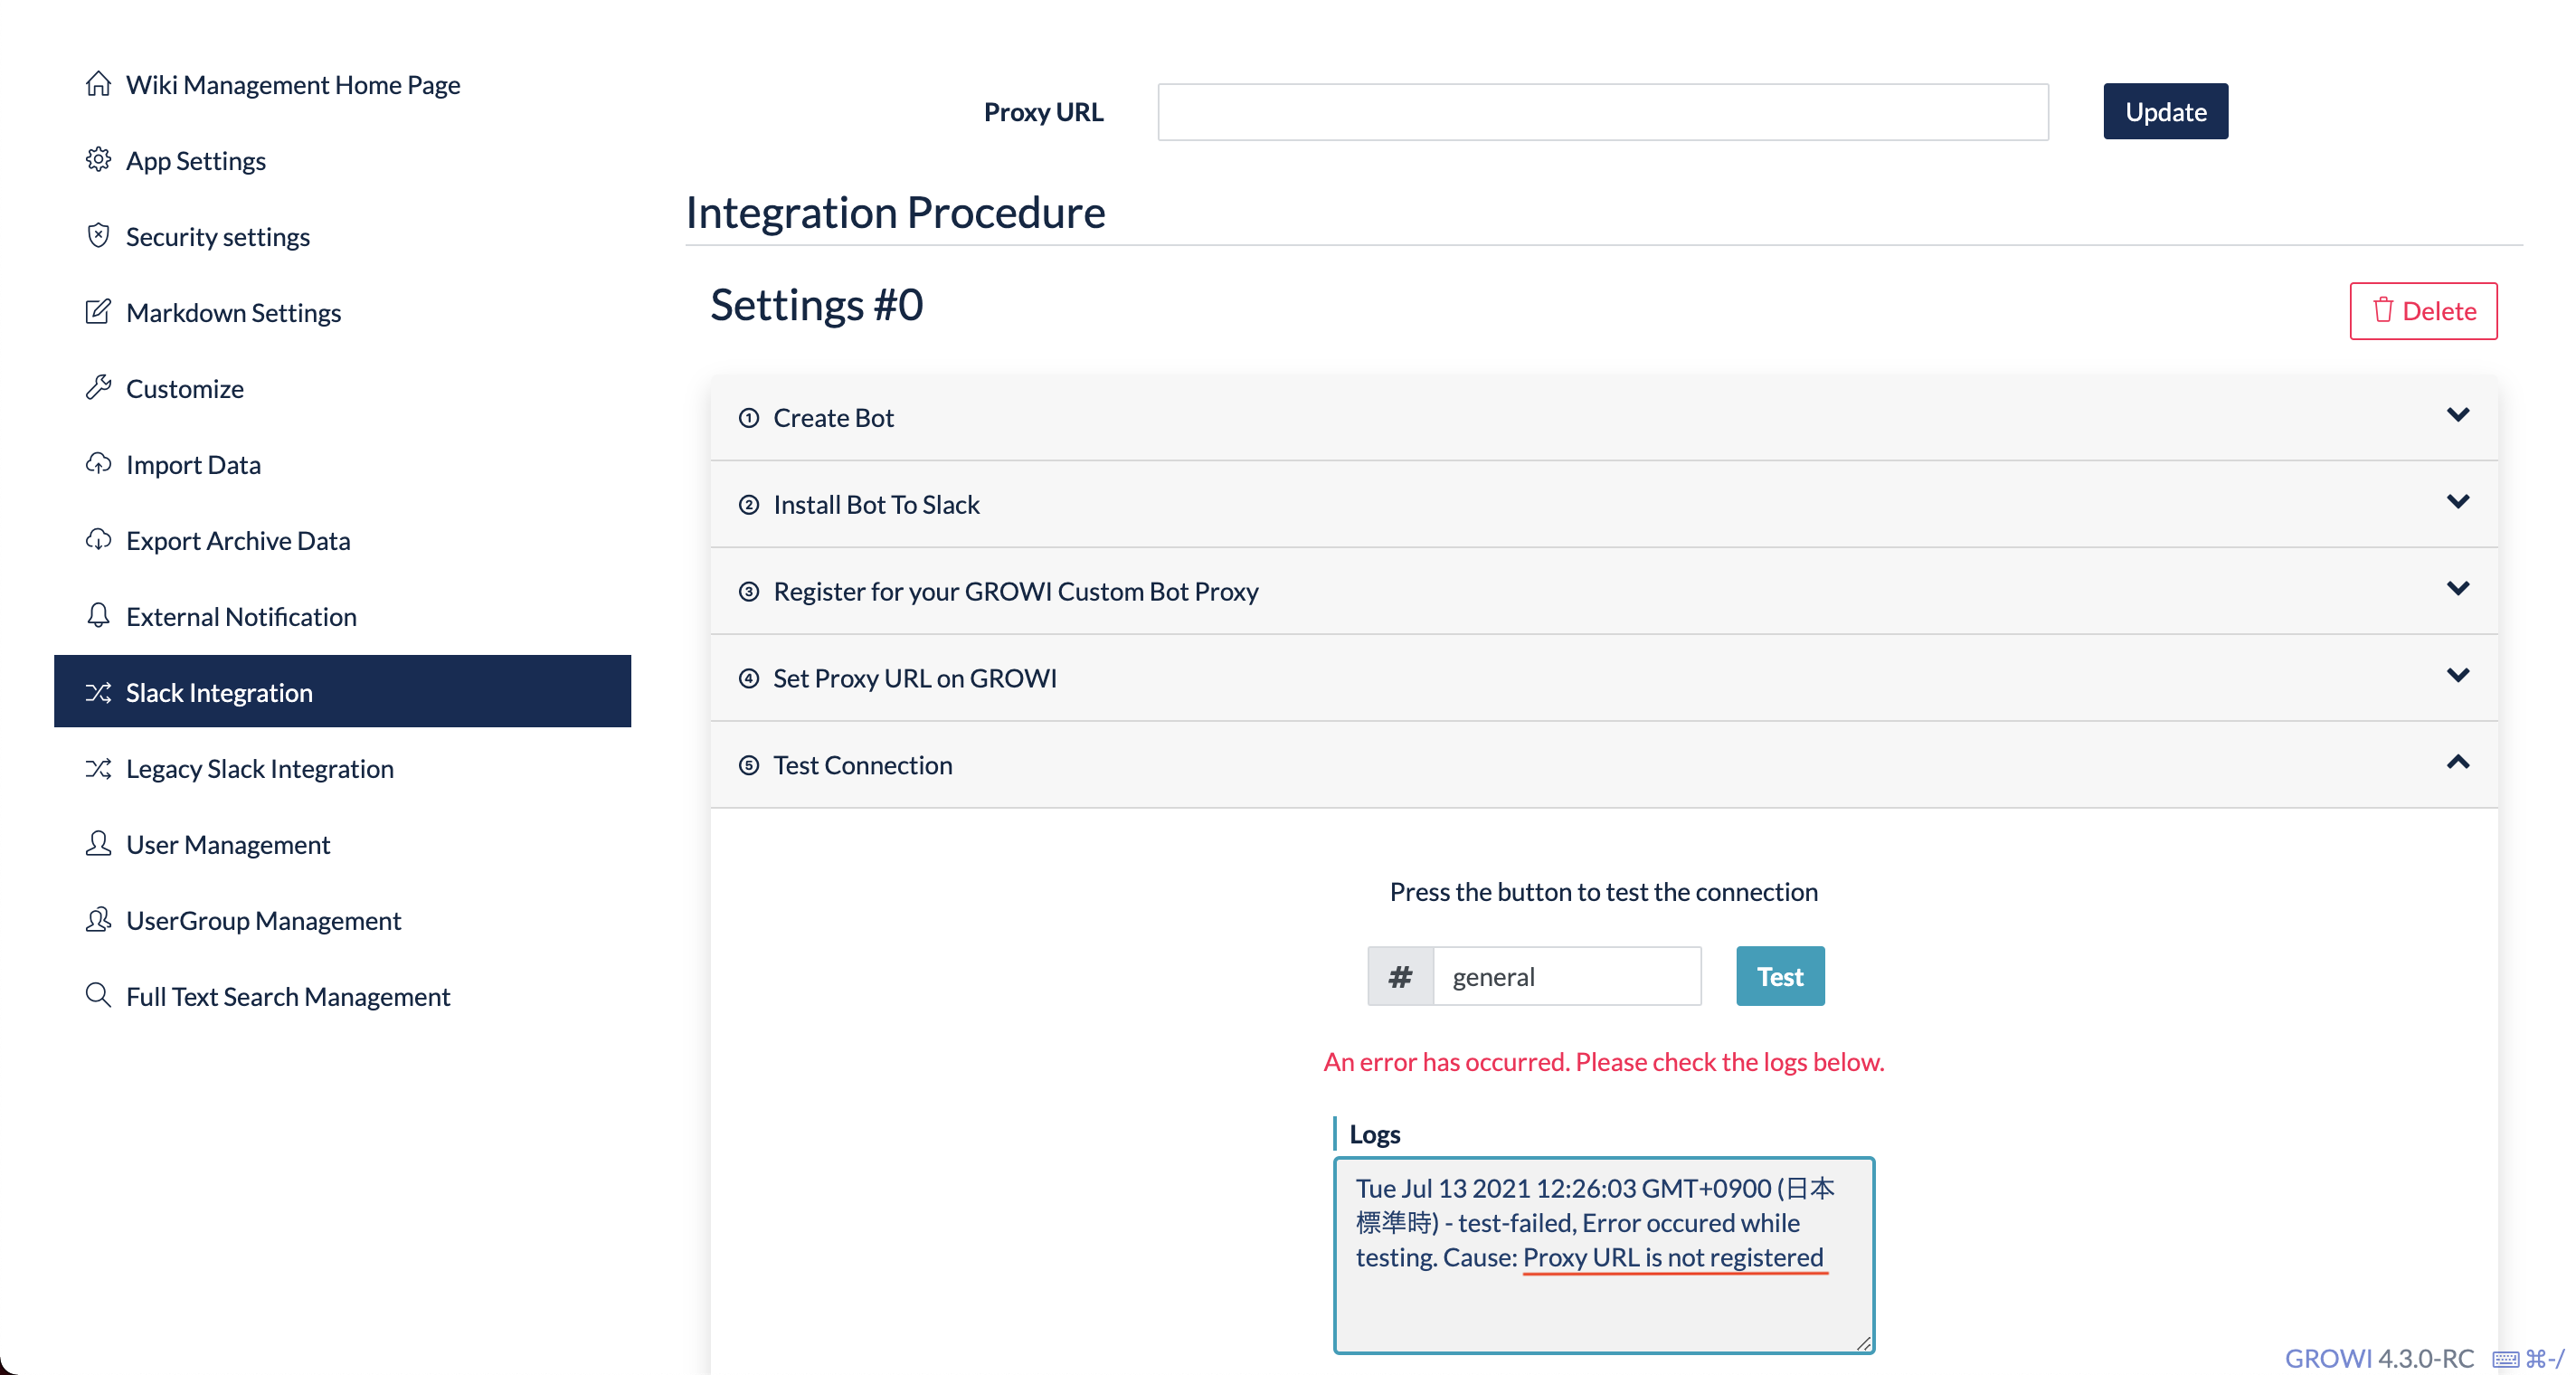 Wiki Management Home Page
App Settings
Security settings
Markdown Settings
Customize
Import Data
Export Archive Data
External Notification
Slack Integration
Legacy Slack Integration
User Management
UserGroup Management
Full Text Search Management
Proxy URL
Update
Integration Procedure
Settings #0
Delete
① Create Bot
② Install Bot To Slack
③ Register for your GROWI Custom Bot Proxy
④ Set Proxy URL on GROWI
⑤ Test Connection
Press the button to test the connection
# general
Test
An error has occurred. Please check the logs below.
Logs
Tue Jul 13 2021 12:26:03 GMT+0900 (日本
標準時) - test-failed, Error occured while
testing. Cause: Proxy URL is not registered
GROWI 4.3.0-RC ⌘-/